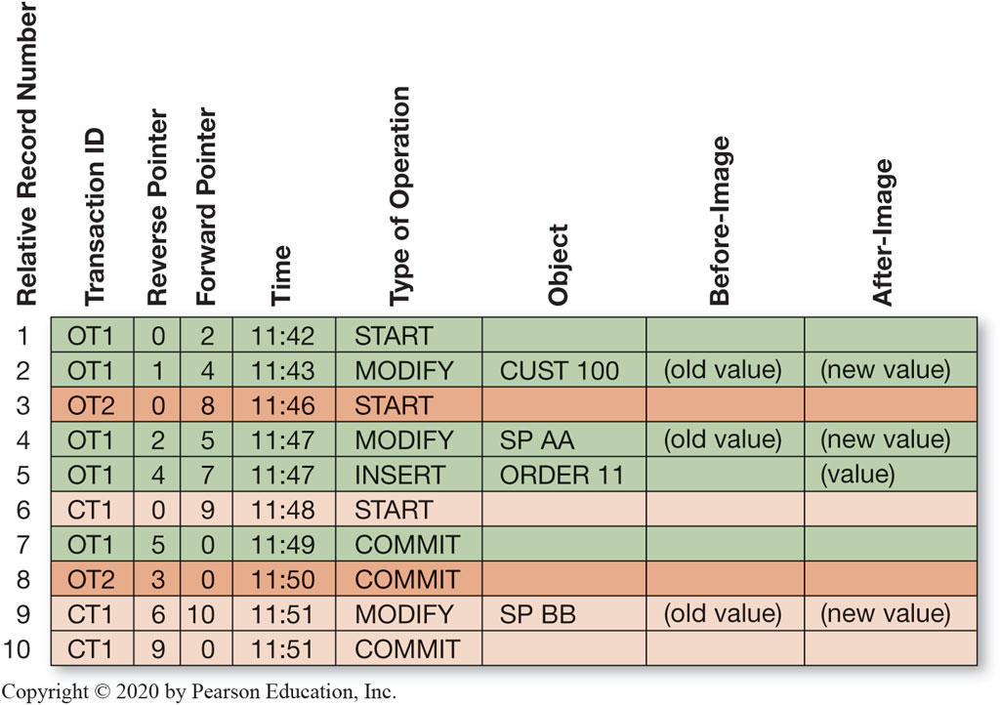 Relative Record Number Transaction ID Reverse Pointer Forward Pointer Time Type of Operation Object Before-Image After-Image
1 OT1 0 2 11:42 START
2 OT1 1 4 11:43 MODIFY CUST 100 (old value) (new value)
3 OT2 0 8 11:46 START
4 OT1 2 5 11:47 MODIFY SP AA (old value) (new value)
5 OT1 4 7 11:47 INSERT ORDER 11 (value)
6 CT1 0 9 11:48 START
7 OT1 5 0 11:49 COMMIT
8 OT2 3 0 11:50 COMMIT
9 CT1 6 10 11:51 MODIFY SP BB (old value) (new value)
10 CT1 9 0 11:51 COMMIT
Copyright © 2020 by Pearson Education, Inc.